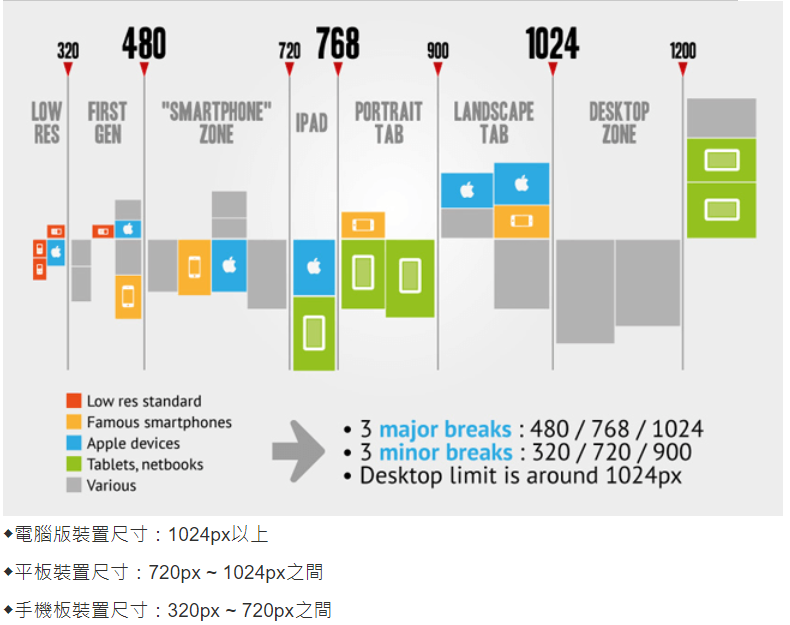 320 480 720 768 900 1024 1200
LOW RES
FIRST GEN
"SMARTPHONE" ZONE
IPAD
PORTRAIT TAB
LANDSCAPE TAB
DESKTOP ZONE
Low res standard
Famous smartphones
Apple devices
Tablets, netbooks
Various
• 3 major breaks : 480 / 768 / 1024
• 3 minor breaks : 320 / 720 / 900
• Desktop limit is around 1024px
◆電腦版裝置尺寸：1024px以上
◆平板裝置尺寸：720px ~ 1024px之間
◆手機板裝置尺寸：320px ~ 720px之間